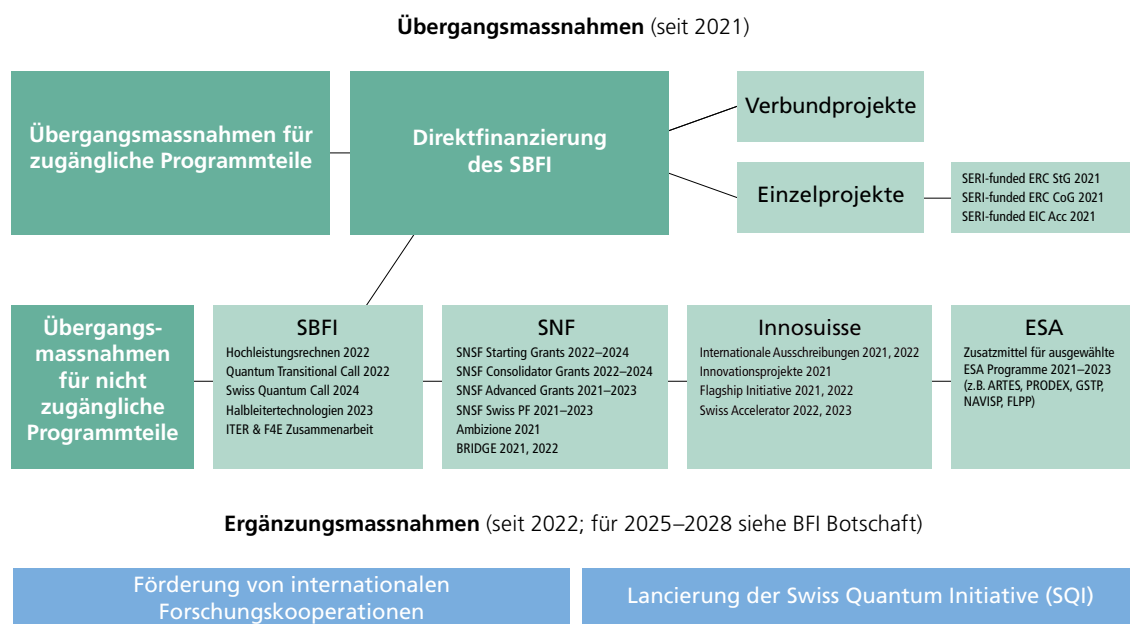 Übergangsmassnahmen (seit 2021)
Übergangsmassnahmen für
zugängliche Programmteile
Direktfinanzierung
des SBFI
Verbundprojekte
Einzelprojekte
SERI-funded ERC StG 2021
SERI-funded ERC CoG 2021
SERI-funded EIC Acc 2021
Übergangs-
massnahmen
für nicht
zugängliche
Programmteile
SBFI
Hochleistungsrechnen 2022
Quantum Transitional Call 2022
Swiss Quantum Call 2024
Halbleitertechnologien 2023
ITER & F4E Zusammenarbeit
SNF
SNSF Starting Grants 2022–2024
SNSF Consolidator Grants 2022–2024
SNSF Advanced Grants 2021–2023
SNSF Swiss PF 2021–2023
Ambizione 2021
BRIDGE 2021, 2022
Innosuisse
Internationale Ausschreibungen 2021, 2022
Innovationsprojekte 2021
Flagship Initiative 2021, 2022
Swiss Accelerator 2022, 2023
ESA
Zusatzmittel für ausgewählte
ESA Programme 2021–2023
(z.B. ARTES, PRODEX, GSTP,
NAVISP, FLPP)
Ergänzungsmassnahmen (seit 2022; für 2025–2028 siehe BFI Botschaft)
Förderung von internationalen
Forschungskooperationen
Lancierung der Swiss Quantum Initiative (SQI)